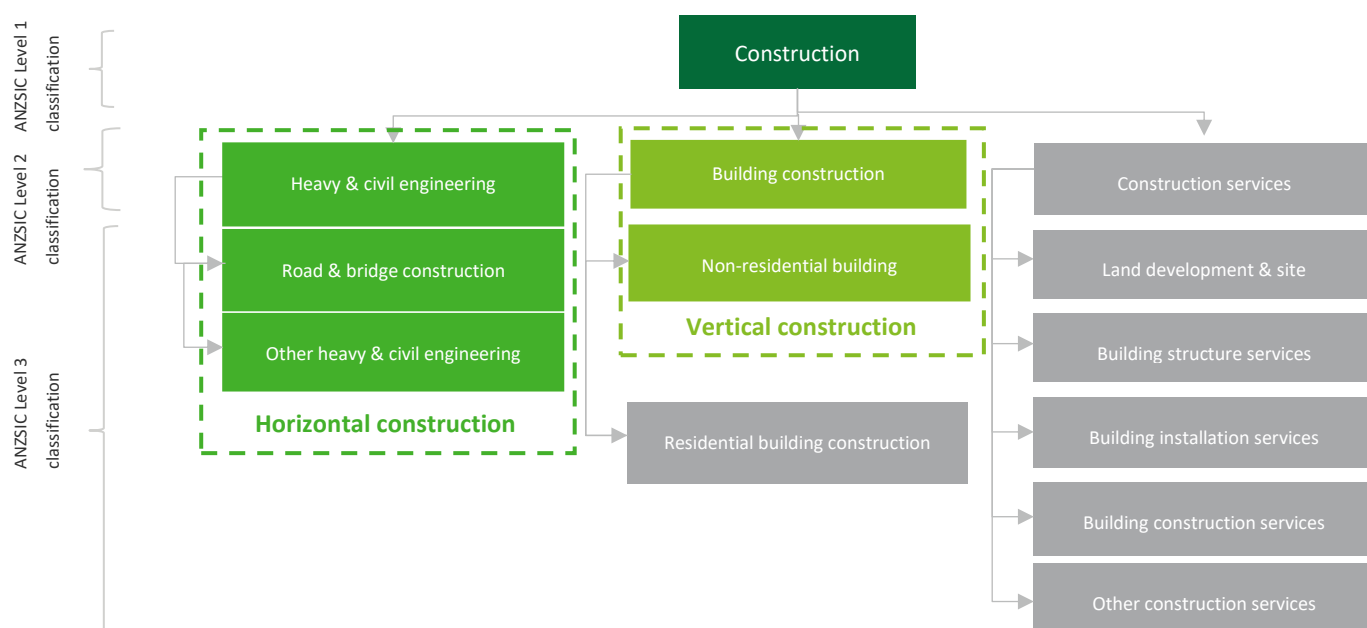 ANZSIC Level 1
classification
Construction
ANZSIC Level 2
classification
Heavy & civil engineering
Building construction
Construction services
Road & bridge construction
Non-residential building
Land development & site
Other heavy & civil engineering
Vertical construction
Building structure services
ANZSIC Level 3
classification
Horizontal construction
Residential building construction
Building installation services
Building construction services
Other construction services